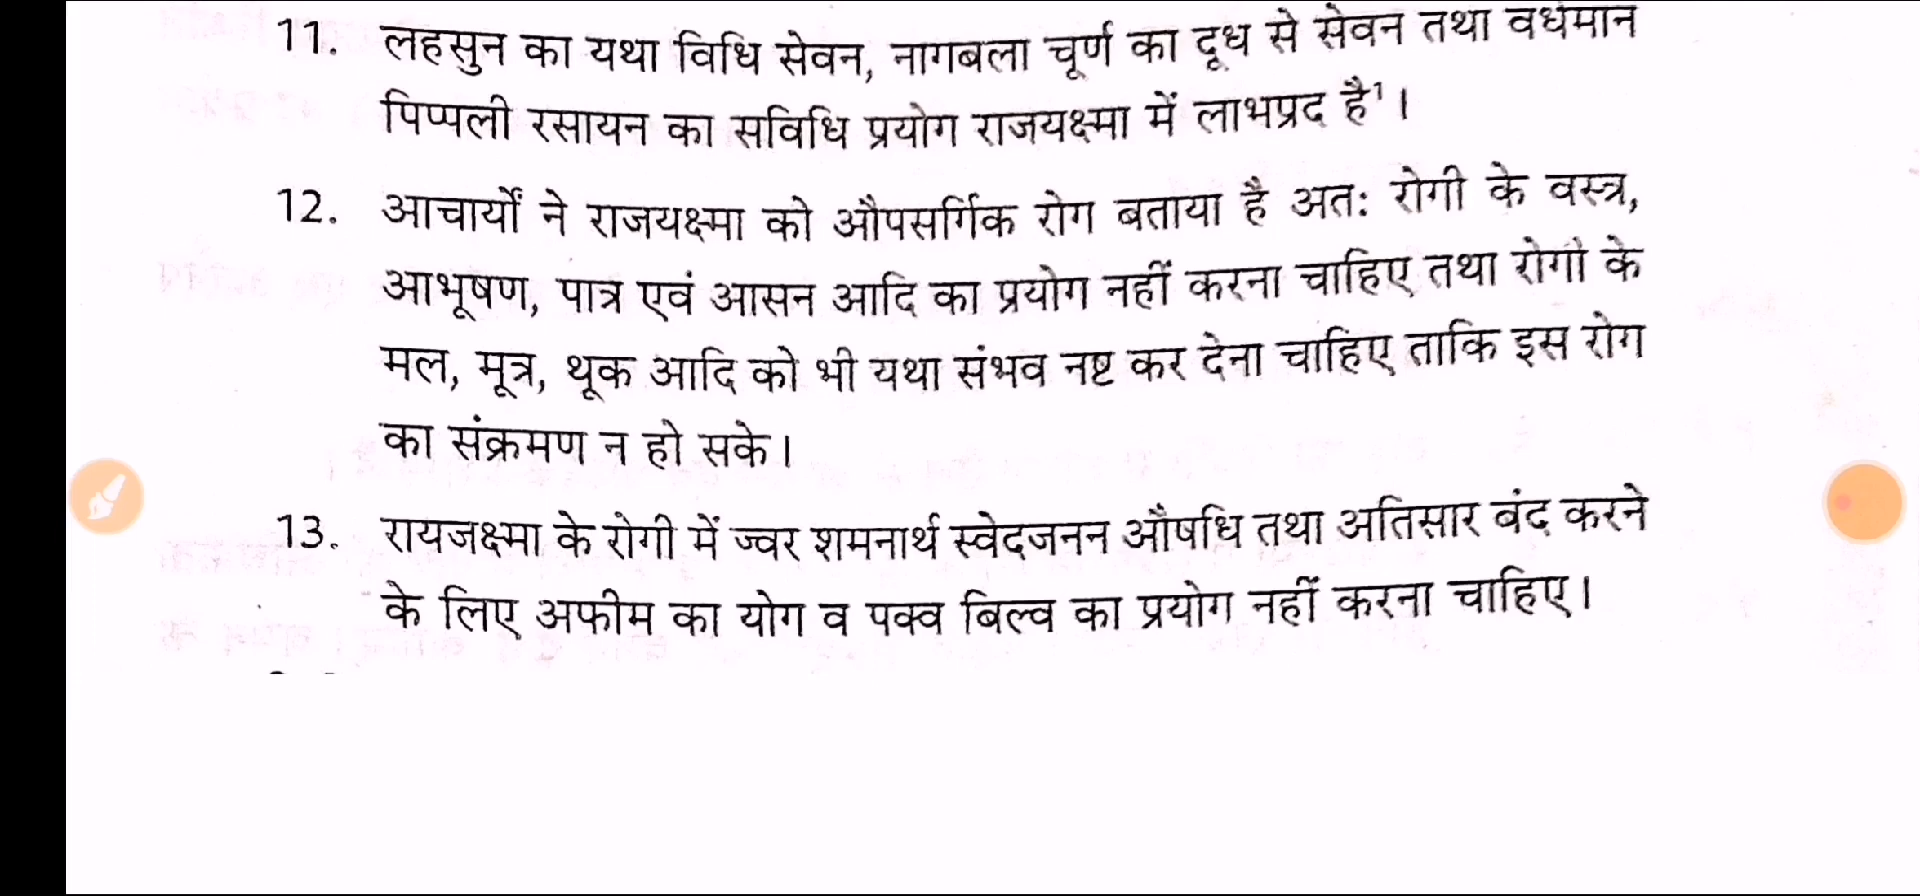 11. लहसुन का यथा विधि सेवन, नागबला चूर्ण का दूध से सेवन तथा वर्धमान
पिप्पली रसायन का सविधि प्रयोग राजयक्ष्मा में लाभप्रद है¹।
12. आचार्यों ने राजयक्ष्मा को औपसर्गिक रोग बताया है अतः रोगी के वस्त्र,
आभूषण, पात्र एवं आसन आदि का प्रयोग नहीं करना चाहिए तथा रोगी के
मल, मूत्र, थूक आदि को भी यथा संभव नष्ट कर देना चाहिए ताकि इस रोग
का संक्रमण न हो सके।
13. रायजक्ष्मा के रोगी में ज्वर शमनार्थ स्वेदजनन औषधि तथा अतिसार बंद करने
के लिए अफीम का योग व पक्व बिल्व का प्रयोग नहीं करना चाहिए।